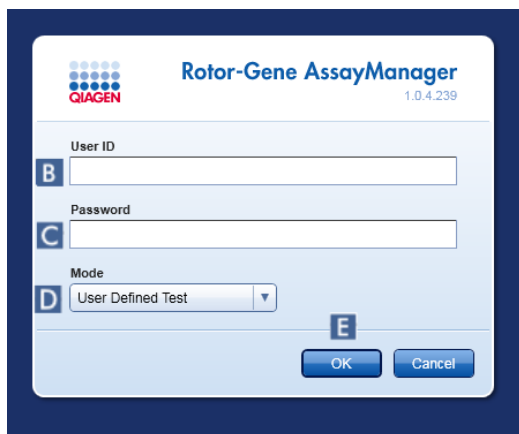 Rotor-Gene AssayManager
QIAGEN
1.0.4.239
User ID
B
Password
C
Mode
D User Defined Test
E
OK Cancel